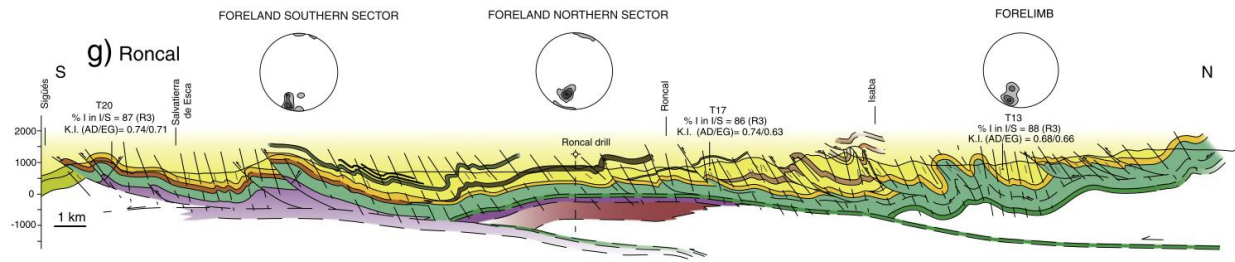 FORELAND SOUTHERN SECTOR
FORELAND NORTHERN SECTOR
FORELIMB
g) Roncal
S
N
Sigüés
T20
% I in I/S = 87 (R3)
K.I. (AD/EG)= 0.74/0.71
Salvatierra
de Esca
Roncal
T17
% I in I/S = 86 (R3)
K.I. (AD/EG) = 0.74/0.63
Isaba
T13
% I in I/S = 88 (R3)
K.I. (AD/EG) = 0.68/0.66
Roncal drill
2000
1000
0
-1000
0
1 km